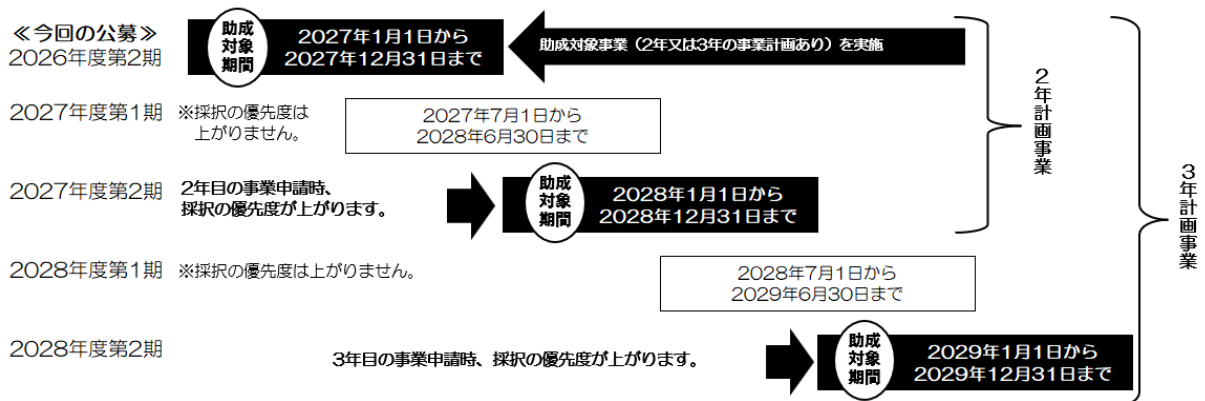 ≪今回の公募≫
2026年度第2期
助成
対象
期間
2027年1月1日から
2027年12月31日まで
助成対象事業（2年又は3年の事業計画あり）を実施
2027年度第1期
※採択の優先度は
上がりません。
2027年7月1日から
2028年6月30日まで
2027年度第2期
2年目の事業申請時、
採択の優先度が上がります。
助成
対象
期間
2028年1月1日から
2028年12月31日まで
2年計画事業
2028年度第1期
※採択の優先度は上がりません。
2028年7月1日から
2029年6月30日まで
2028年度第2期
3年目の事業申請時、採択の優先度が上がります。
助成
対象
期間
2029年1月1日から
2029年12月31日まで
3年計画事業